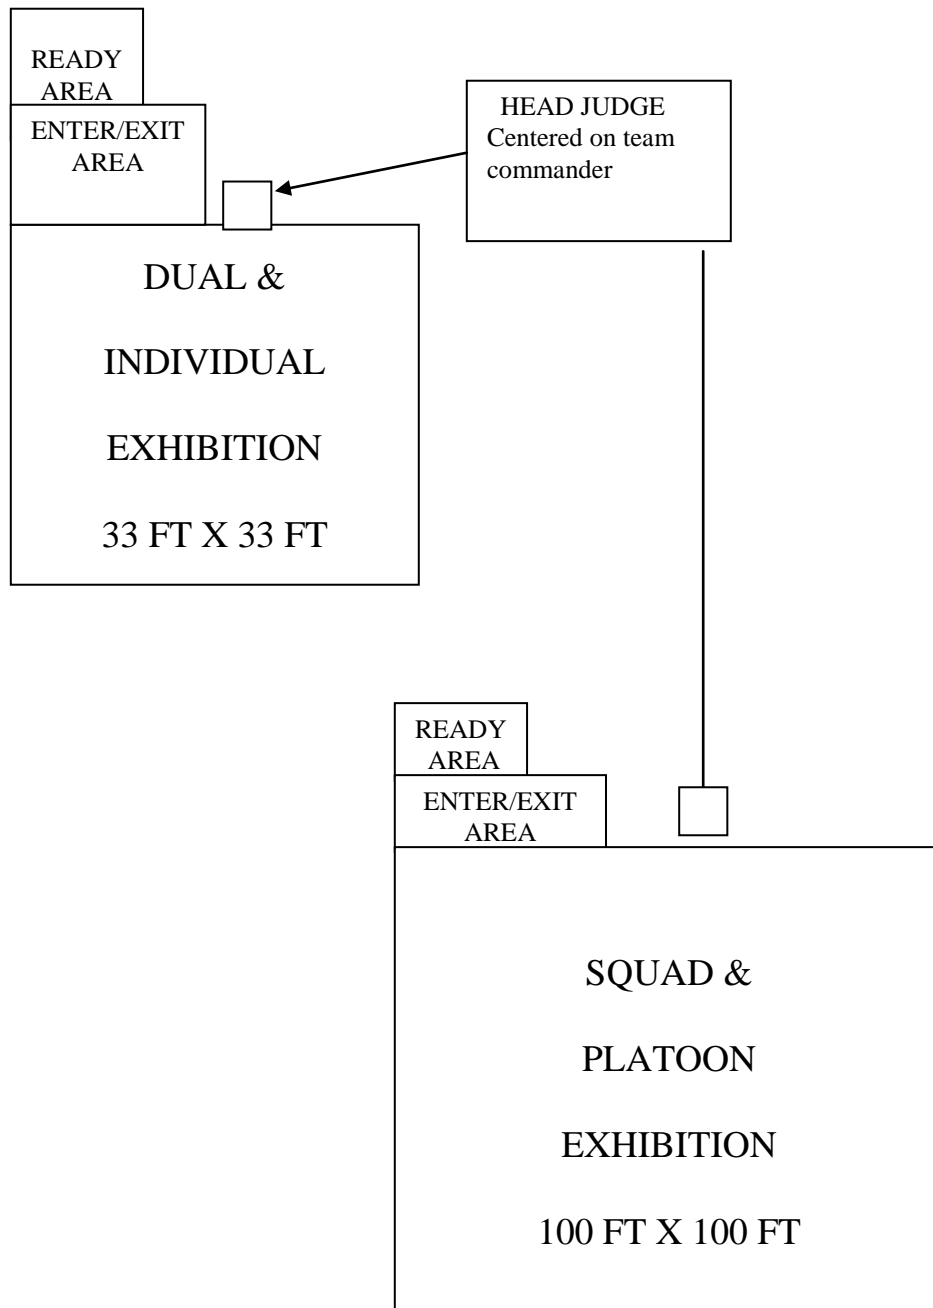 READY
AREA
ENTER/EXIT
AREA
HEAD JUDGE
Centered on team
commander
DUAL &
INDIVIDUAL
EXHIBITION
33 FT X 33 FT
READY
AREA
ENTER/EXIT
AREA
SQUAD &
PLATOON
EXHIBITION
100 FT X 100 FT